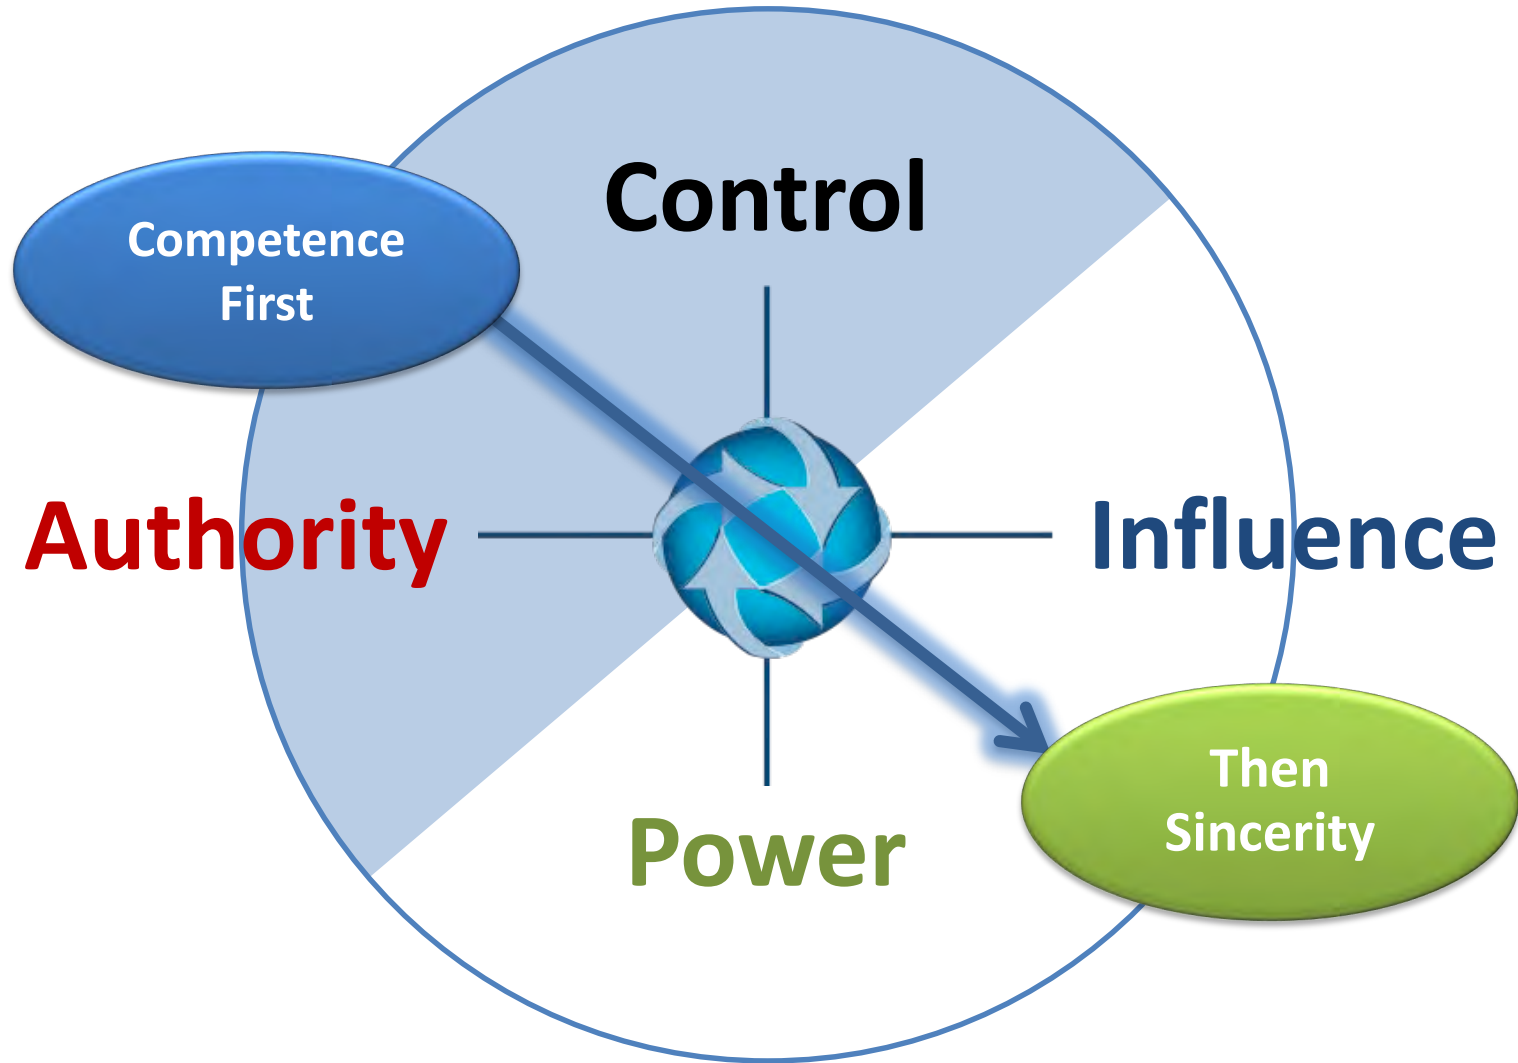 Control
Competence
First
Authority
Influence
Then
Sincerity
Power